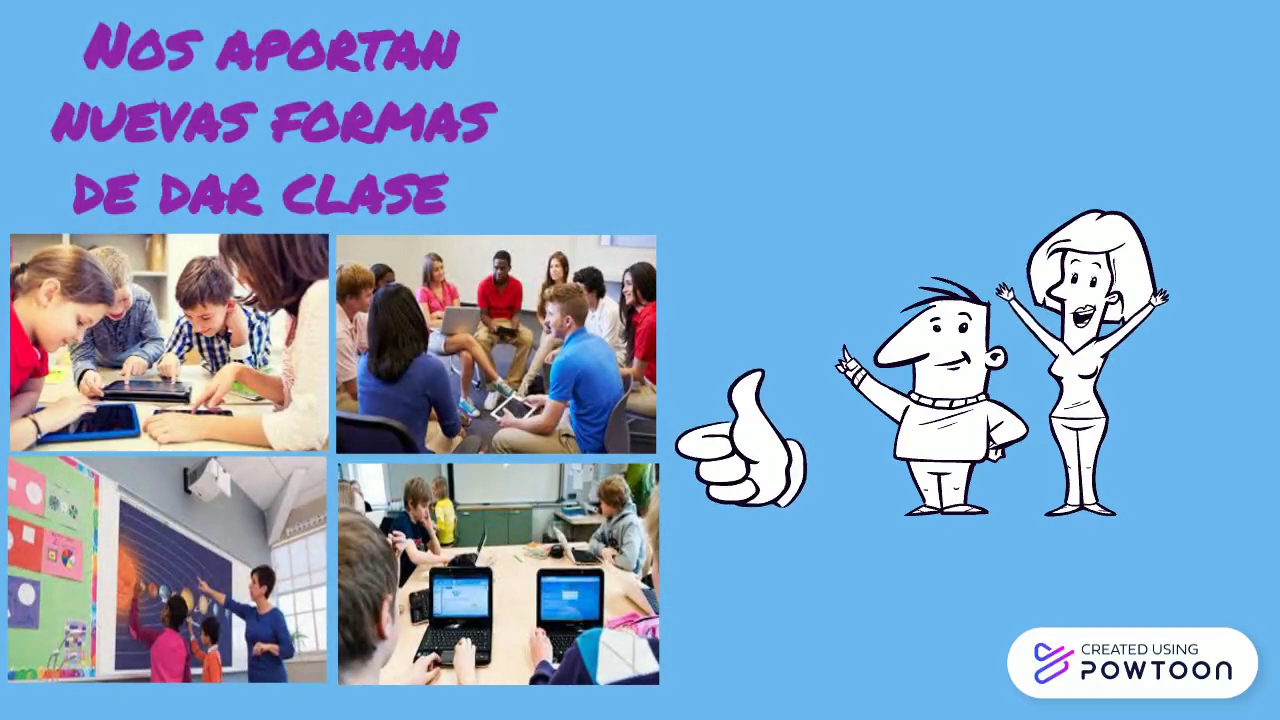 Nos aportan
nuevas formas
de dar clase
CREATED USING
POWTOON